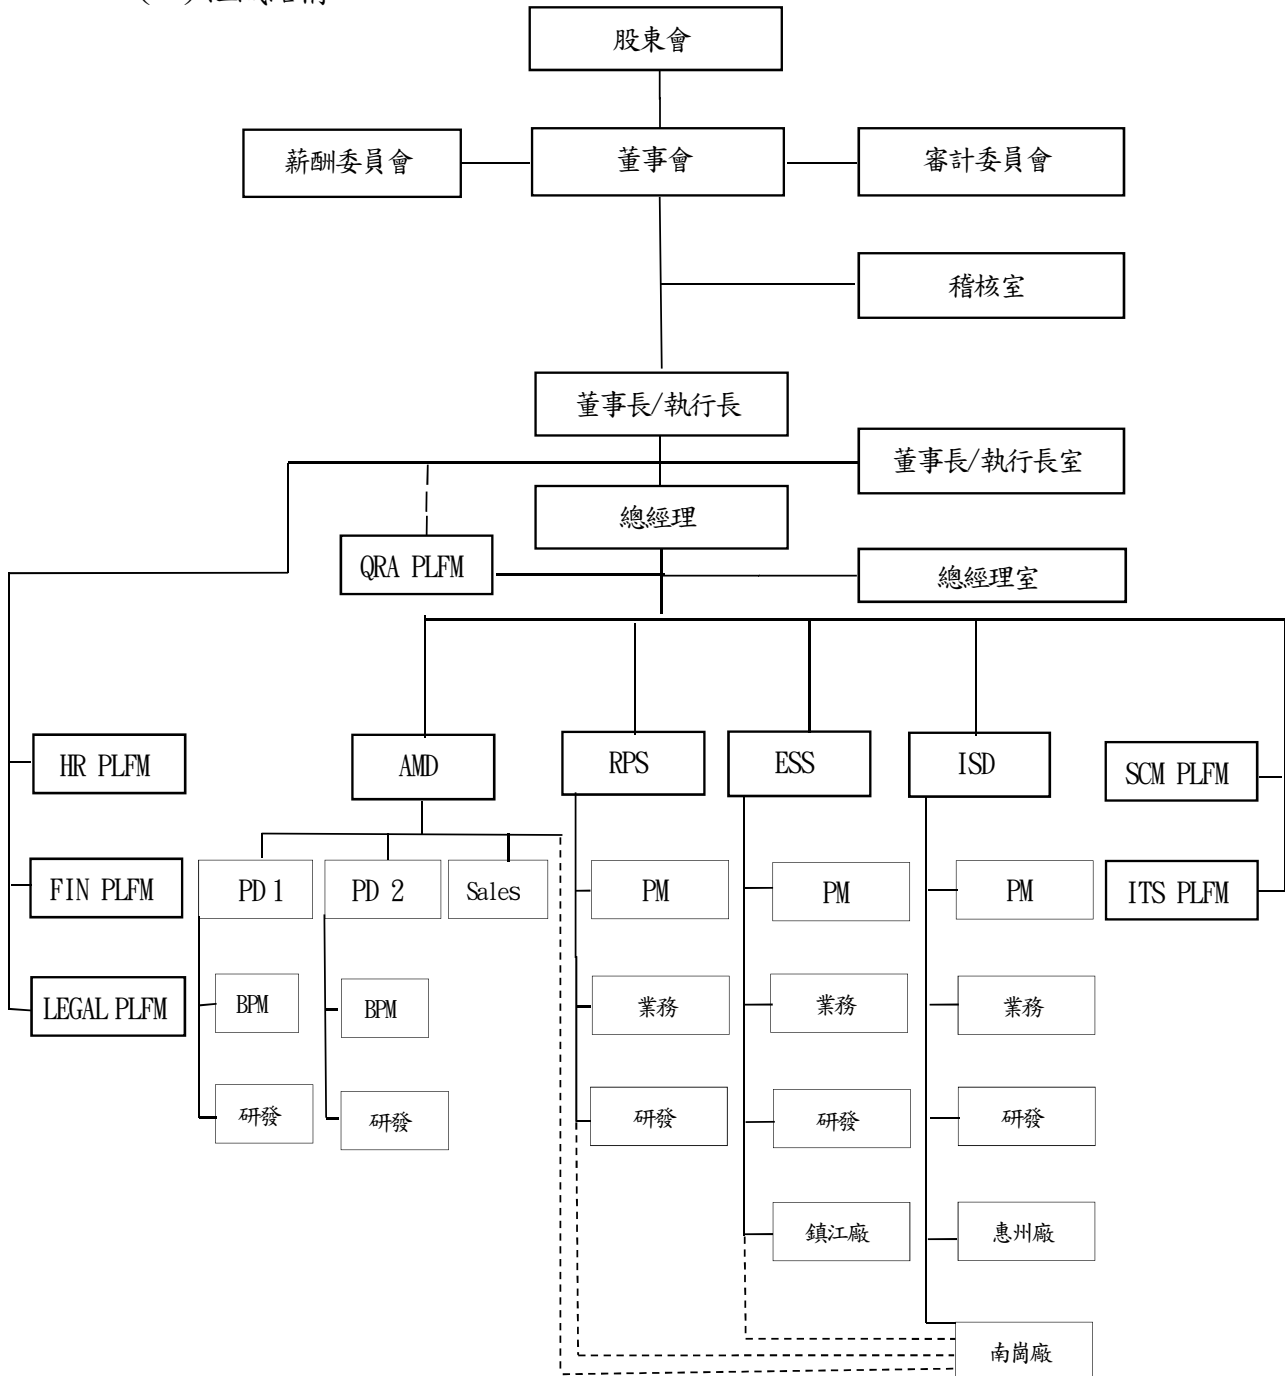 股東會
薪酬委員會
董事會
審計委員會
稽核室
董事長/執行長
董事長/執行長室
總經理
QRA PLFM
總經理室
HR PLFM
AMD
RPS
ESS
ISD
SCM PLFM
FIN PLFM
PD 1
PD 2
Sales
PM
PM
PM
ITS PLFM
LEGAL PLFM
BPM
BPM
業務
業務
業務
研發
研發
研發
研發
研發
鎮江廠
惠州廠
南崗廠